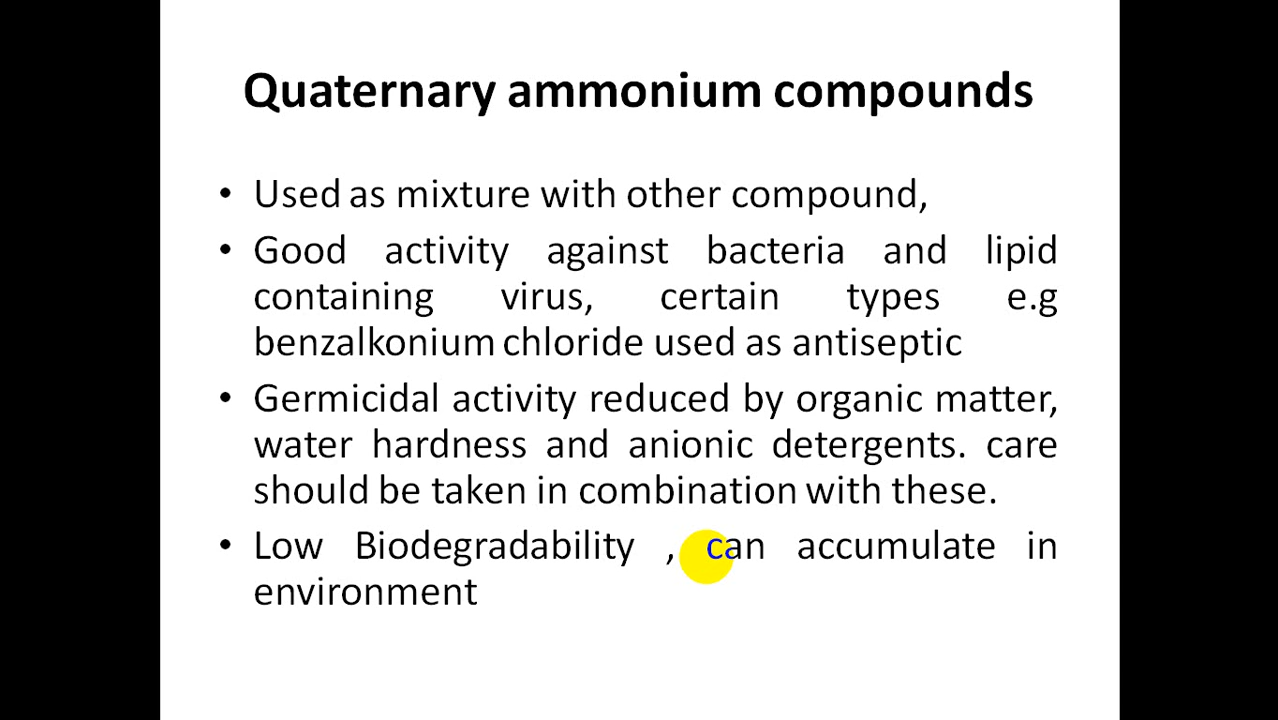 Quaternary ammonium compounds
• Used as mixture with other compound,
• Good activity against bacteria and lipid
containing virus, certain types e.g
benzalkonium chloride used as antiseptic
• Germicidal activity reduced by organic matter,
water hardness and anionic detergents. care
should be taken in combination with these.
• Low Biodegradability , can accumulate in
environment